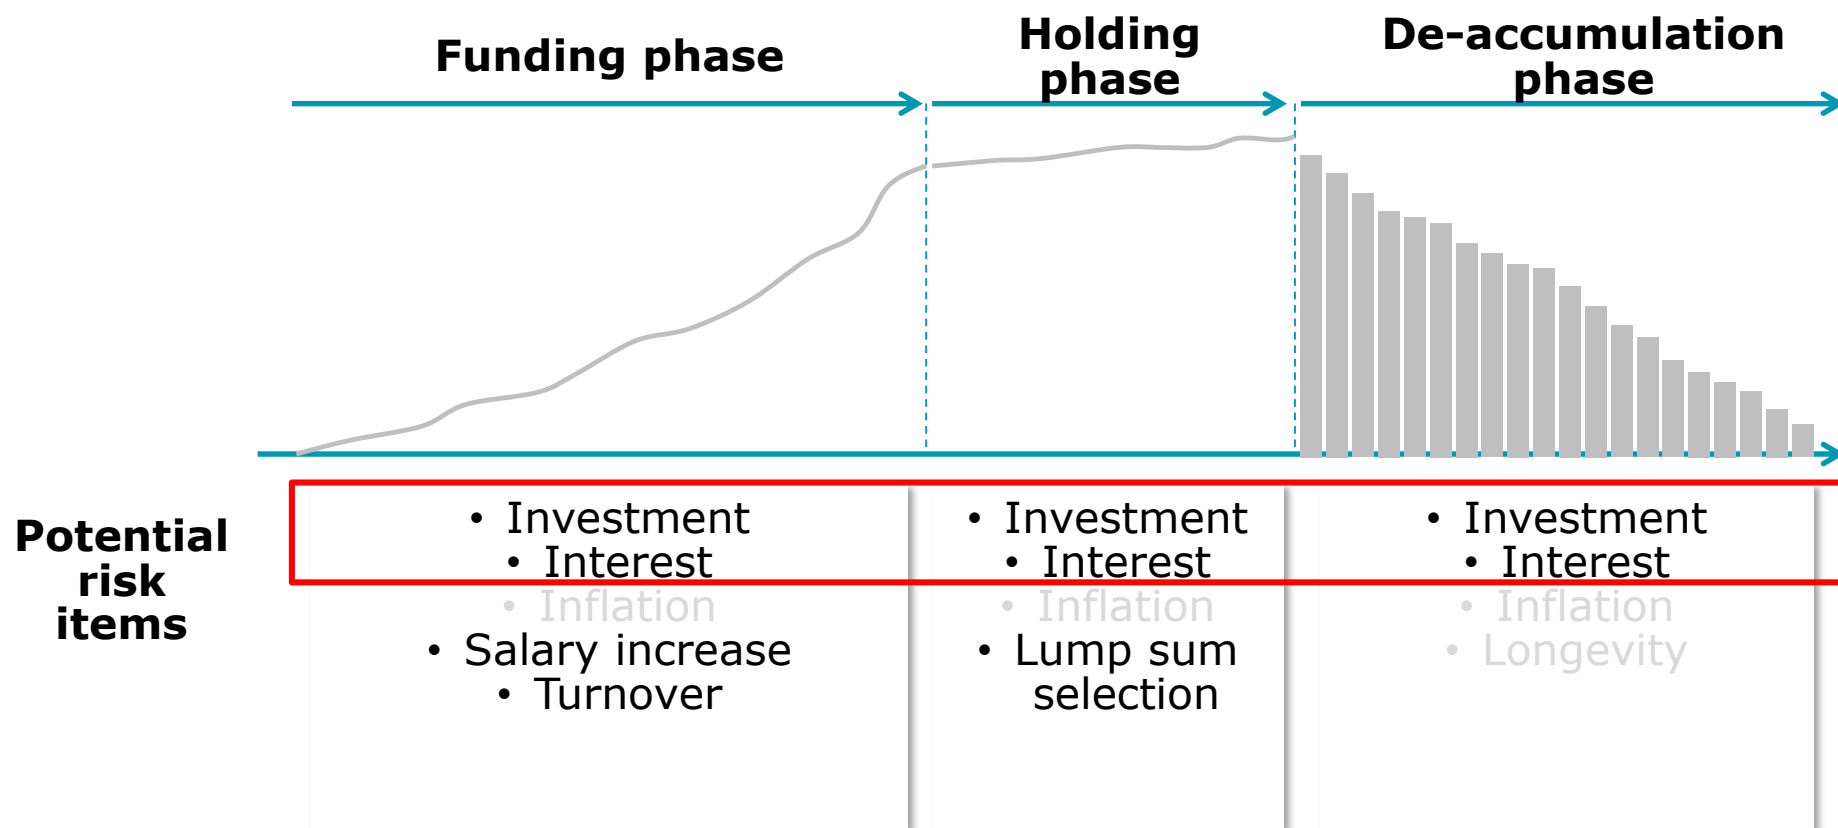 Funding phase
Holding
phase
De-accumulation
phase
Potential
risk
items
• Investment
• Interest
• Inflation
• Salary increase
• Turnover
• Investment
• Interest
• Inflation
• Lump sum
selection
• Investment
• Interest
• Inflation
• Longevity